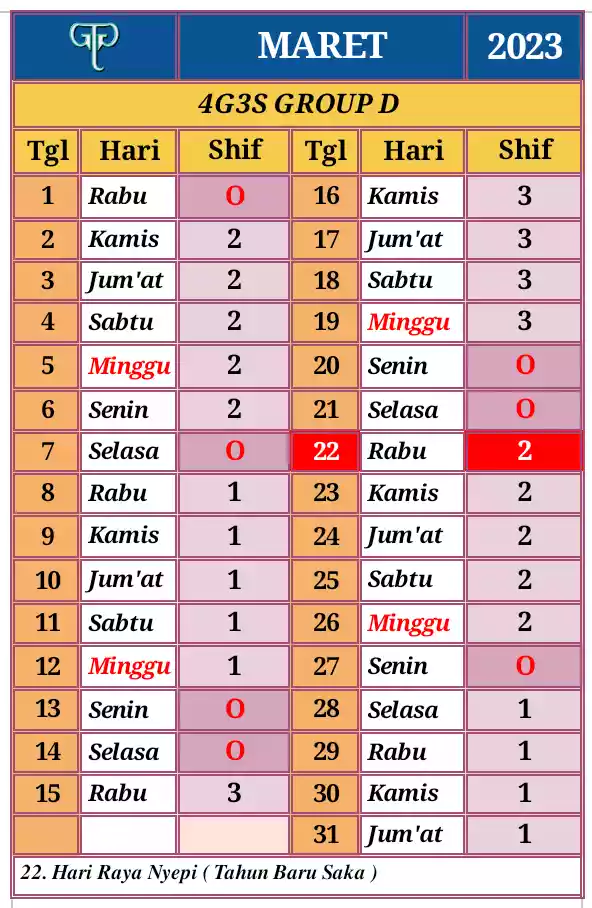 MARET 2023
4G3S GROUP D
Tgl Hari Shif Tgl Hari Shif
1 Rabu O 16 Kamis 3
2 Kamis 2 17 Jum'at 3
3 Jum'at 2 18 Sabtu 3
4 Sabtu 2 19 Minggu 3
5 Minggu 2 20 Senin O
6 Senin 2 21 Selasa O
7 Selasa O 22 Rabu 2
8 Rabu 1 23 Kamis 2
9 Kamis 1 24 Jum'at 2
10 Jum'at 1 25 Sabtu 2
11 Sabtu 1 26 Minggu 2
12 Minggu 1 27 Senin O
13 Senin O 28 Selasa 1
14 Selasa O 29 Rabu 1
15 Rabu 3 30 Kamis 1
31 Jum'at 1
22. Hari Raya Nyepi ( Tahun Baru Saka )